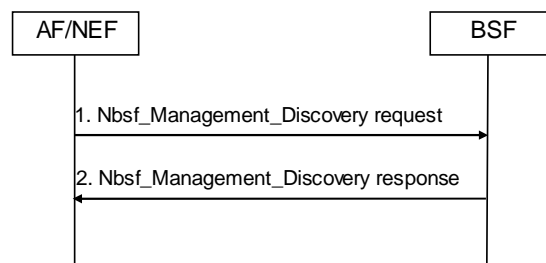 AF/NEF
BSF
1. Nbsf_Management_Discovery request
2. Nbsf_Management_Discovery response